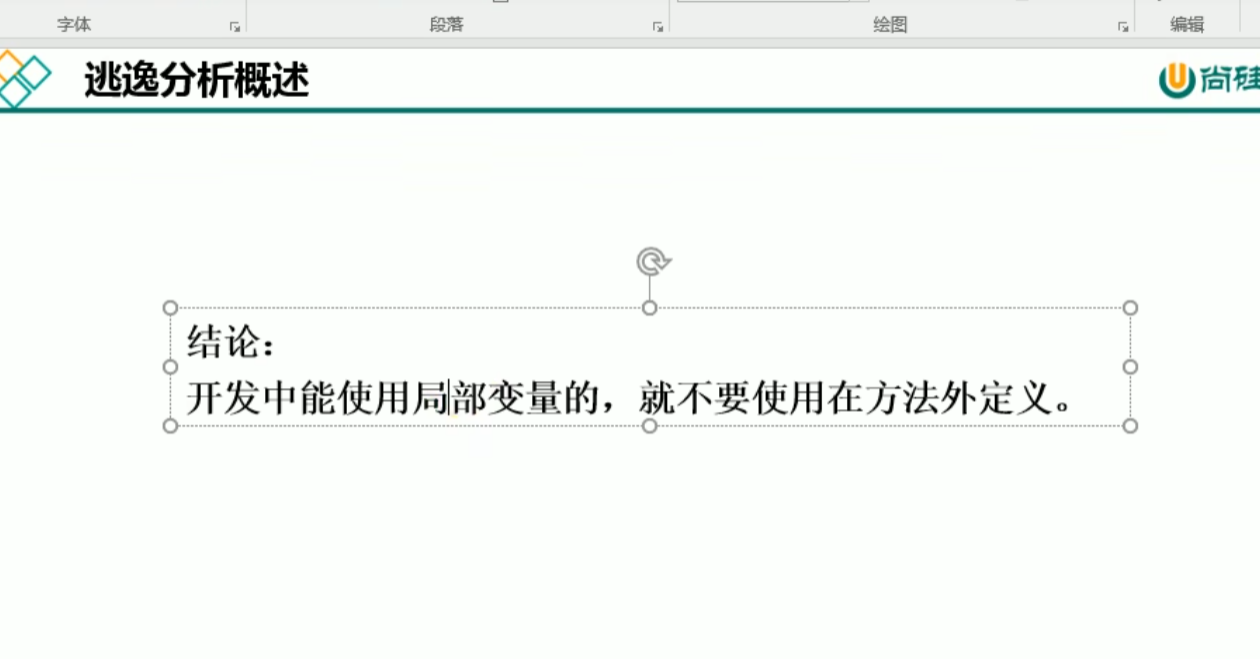 字体 段落 绘图 编辑
逃逸分析概述
尚硅
结论：
开发中能使用局部变量的，就不要使用在方法外定义。